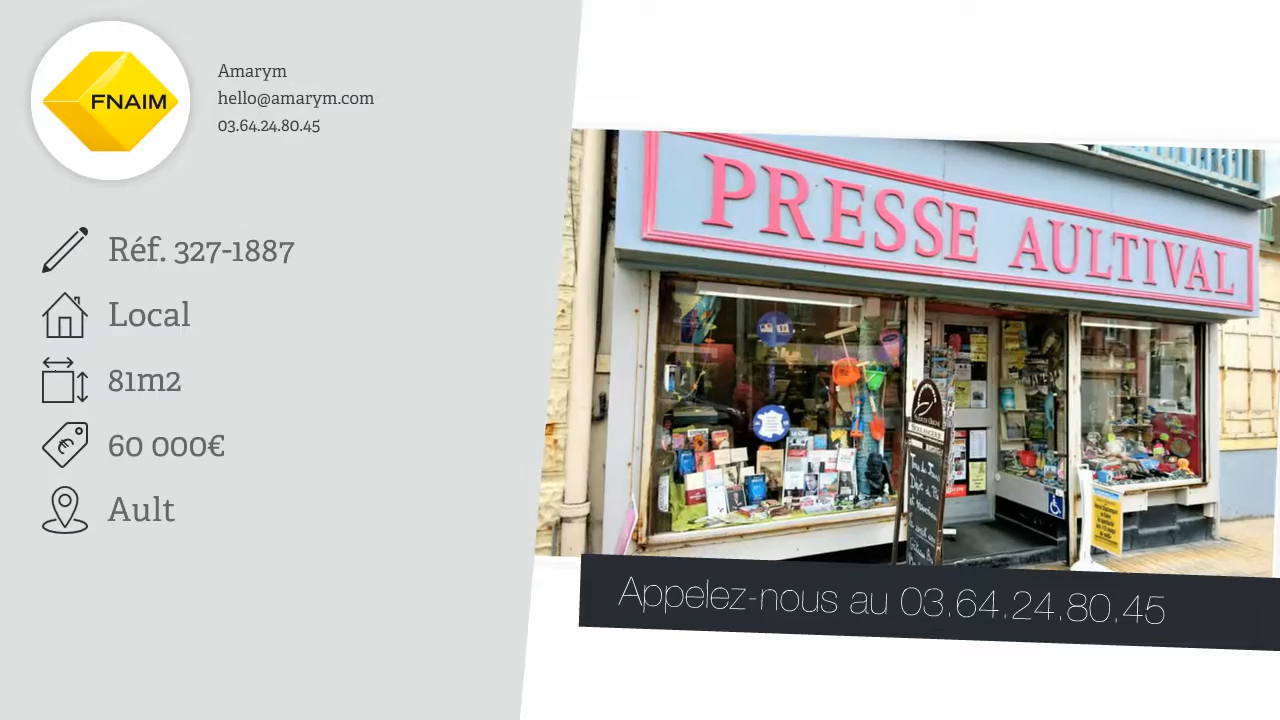 FNAIM
Amarym
hello@amarym.com
03.64.24.80.45
Réf. 327-1887
Local
81m2
60 000€
Ault
PRESSE AULTIVAL
Appelez-nous au 03.64.24.80.45